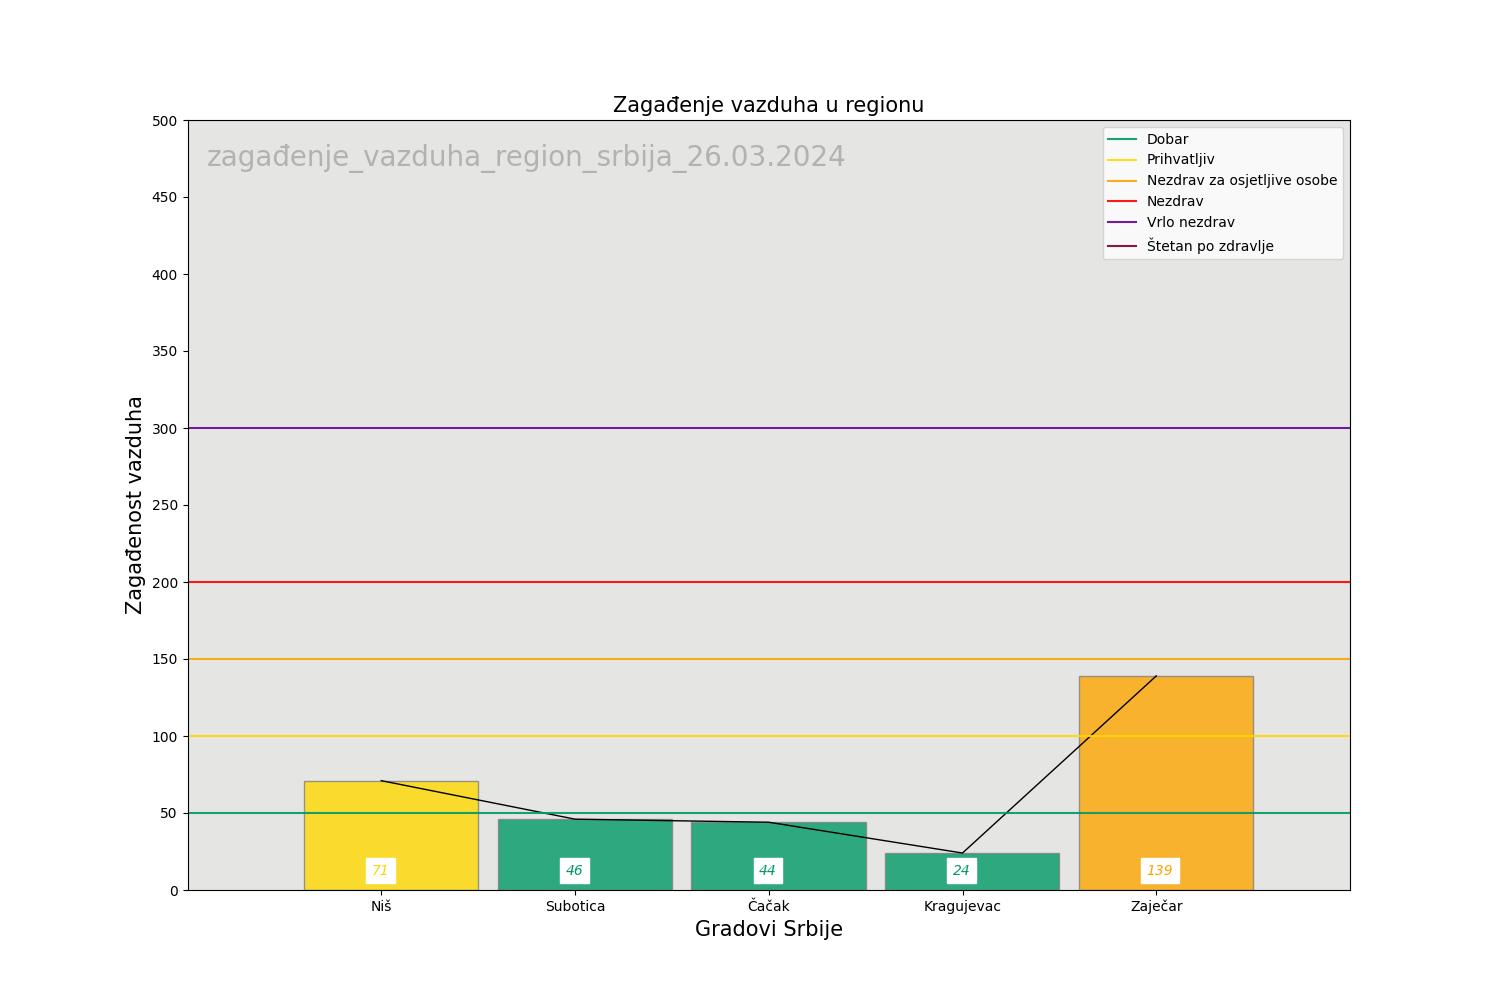 Zagađenje vazduha u regionu
zagađenje_vazduha_region_srbija_26.03.2024
Dobar
Prihvatljiv
Nezdrav za osjetljive osobe
Nezdrav
Vrlo nezdrav
Štetan po zdravlje
Zagađenost vazduha
500
450
400
350
300
250
200
150
100
50
0
71 46 44 24 139
Niš Subotica Čačak Kragujevac Zaječar
Gradovi Srbije